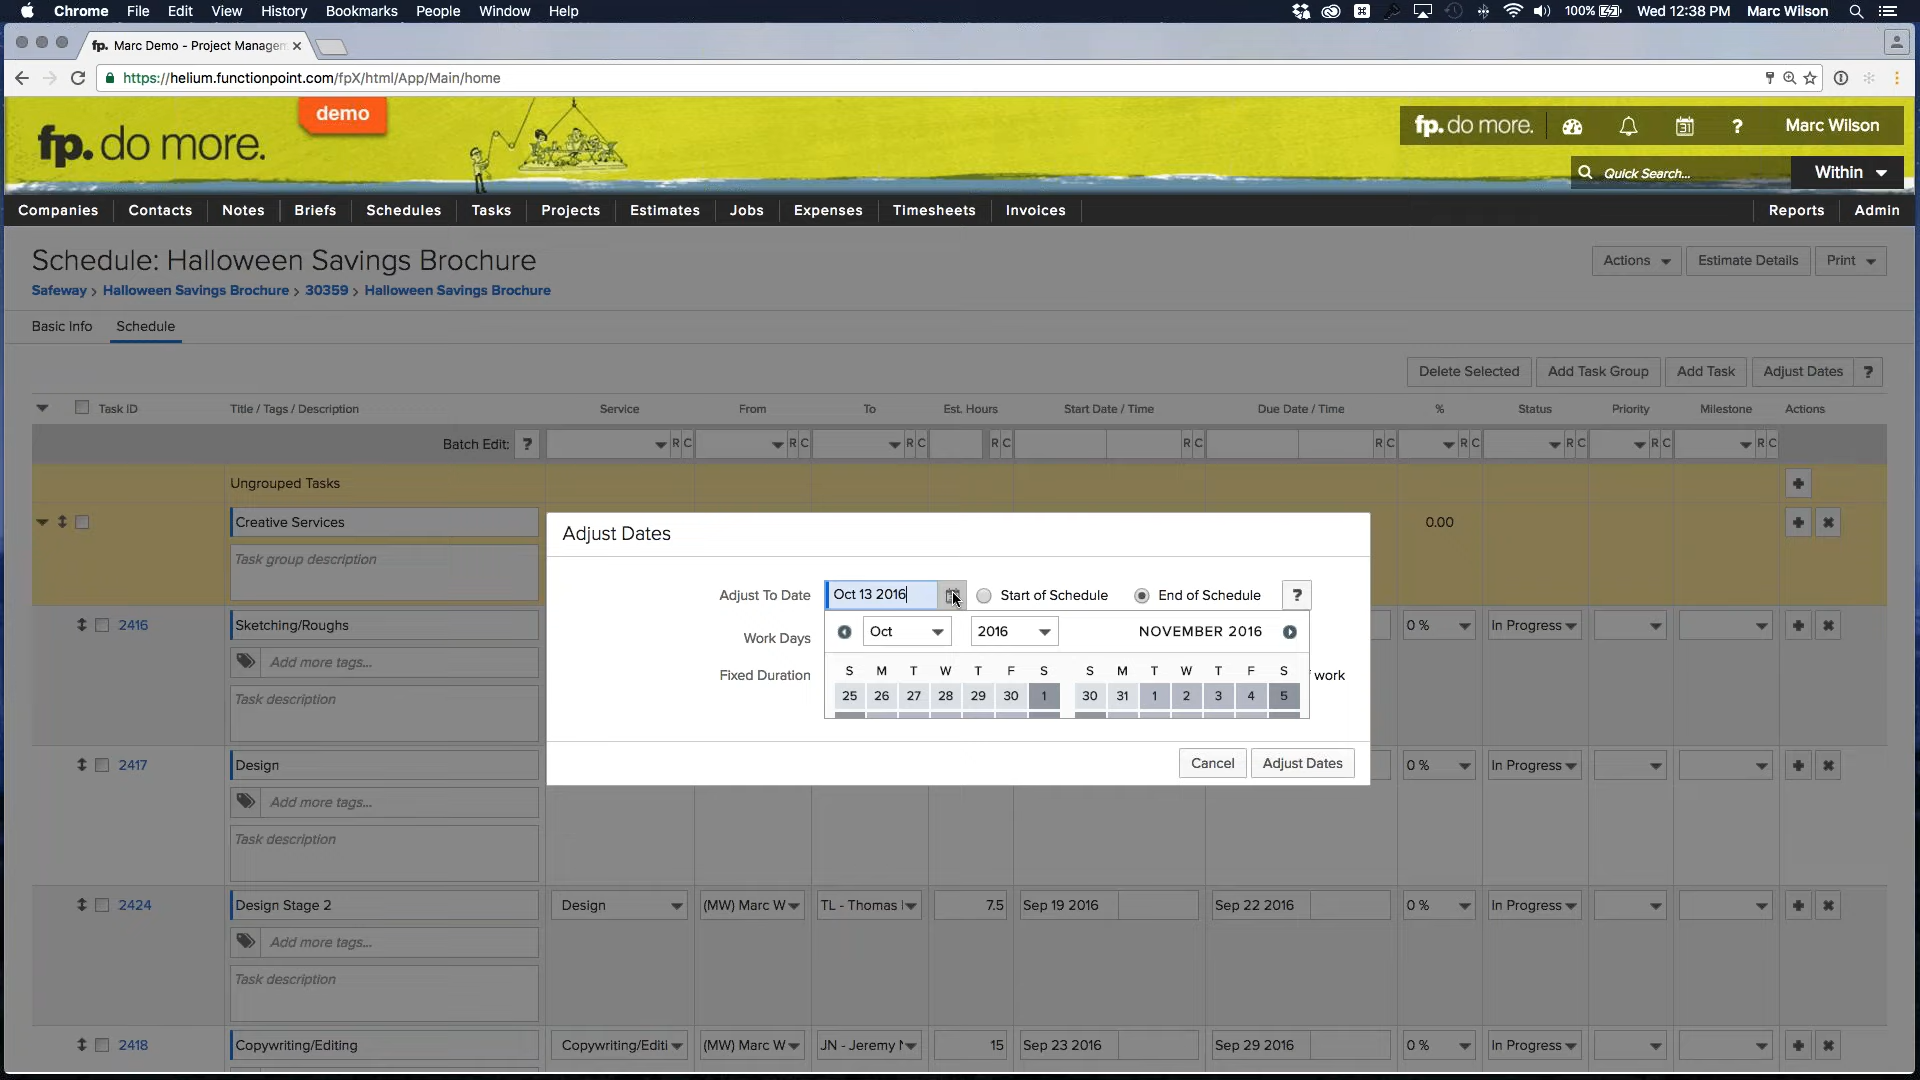 Chrome File Edit View History Bookmarks People Window Help 100% Wed 12:38 PM Marc Wilson
fp. Marc Demo - Project Managem
https://helium.functionpoint.com/fpX/html/App/Main/home
demo
fp. do more.
fp. do more. 31 ? Marc Wilson
Quick Search... Within
Companies Contacts Notes Briefs Schedules Tasks Projects Estimates Jobs Expenses Timesheets Invoices Reports Admin
Schedule: Halloween Savings Brochure
Actions Estimate Details Print
Safeway > Halloween Savings Brochure > 30359 > Halloween Savings Brochure
Basic Info Schedule
Delete Selected Add Task Group Add Task Adjust Dates ?
Task ID Title / Tags / Description Service From To Est. Hours Start Date / Time Due Date / Time % Status Priority Milestone Actions
Batch Edit: ? R C R C R C R C R C R C R C R C R C R C
Ungrouped Tasks
Creative Services 0.00
Task group description
Adjust Dates
Adjust To Date Oct 13 2016 Start of Schedule End of Schedule ?
Work Days Oct 2016 NOVEMBER 2016
Fixed Duration work
S M T W T F S S M T W T F S
25 26 27 28 29 30 1 30 31 1 2 3 4 5
Cancel Adjust Dates
2416 Sketching/Roughs 0 % In Progress
Add more tags...
Task description
2417 Design 0 % In Progress
Add more tags...
Task description
2424 Design Stage 2 Design (MW) Marc W TL - Thomas 7.5 Sep 19 2016 Sep 22 2016 0 % In Progress
Add more tags...
Task description
2418 Copywriting/Editing Copywriting/Editi (MW) Marc W JN - Jeremy 15 Sep 23 2016 Sep 29 2016 0 % In Progress